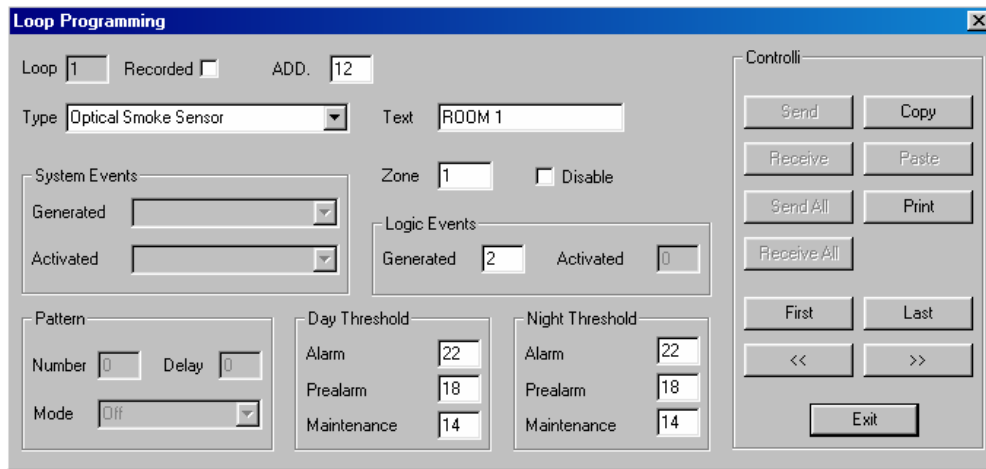 Loop Programming
Loop 1 Recorded ADD. 12
Type Optical Smoke Sensor Text ROOM 1
Zone 1 Disable
System Events
Generated
Activated
Logic Events
Generated 2 Activated 0
Pattern
Number 0 Delay 0
Mode Off
Day Threshold
Alarm 22
Prealarm 18
Maintenance 14
Night Threshold
Alarm 22
Prealarm 18
Maintenance 14
Controlli
Send Copy
Receive Paste
Send All Print
Receive All
First Last
<< >>
Exit